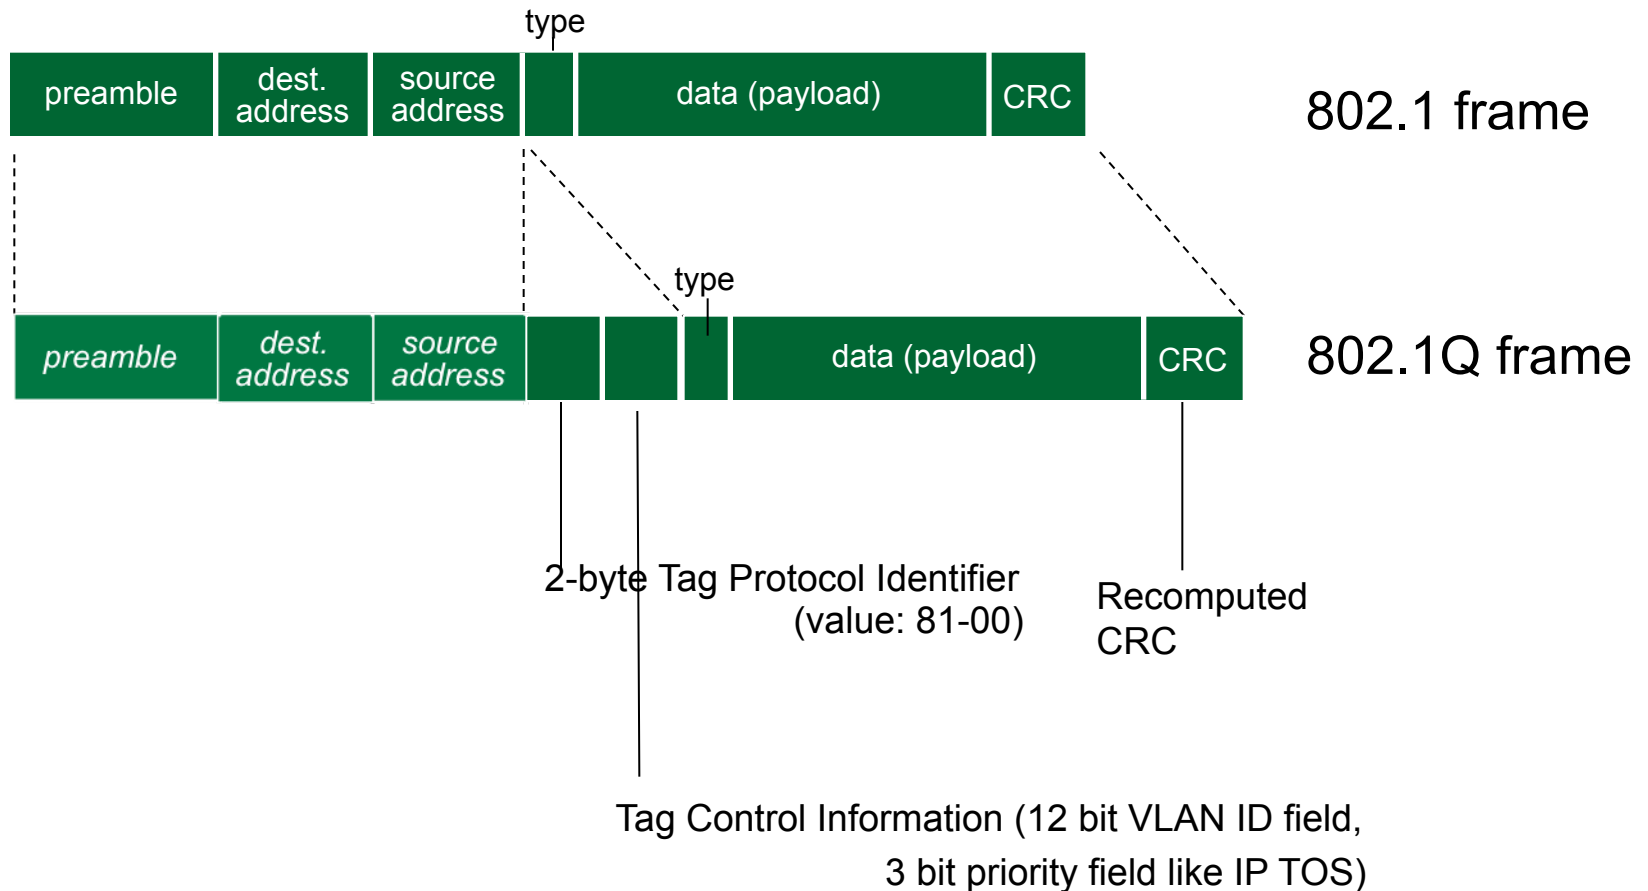 type
preamble
dest.
address
source
address
data (payload)
CRC
802.1 frame
type
preamble
dest.
address
source
address
data (payload)
CRC
802.1Q frame
2-byte Tag Protocol Identifier
(value: 81-00)
Recomputed
CRC
Tag Control Information (12 bit VLAN ID field,
3 bit priority field like IP TOS)